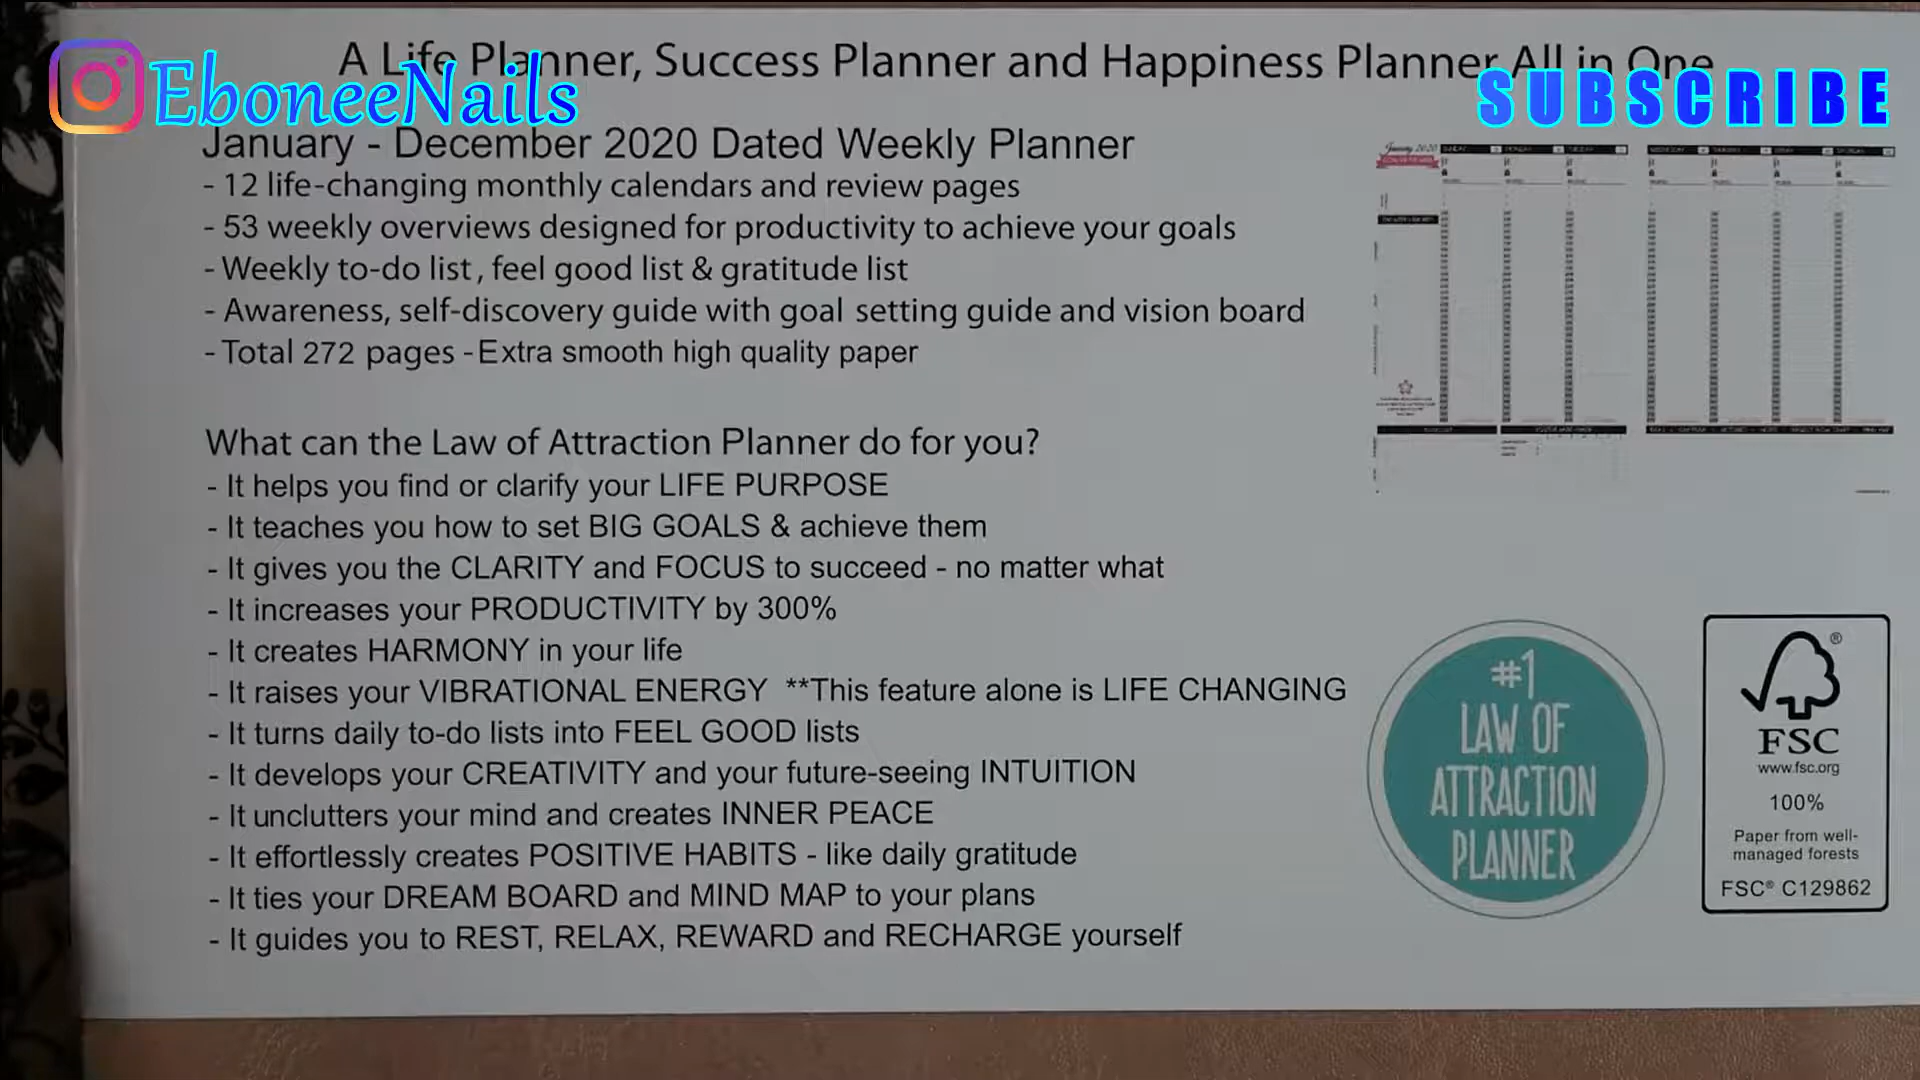 A Life Planner, Success Planner and Happiness Planner All in One
EboneeNails
SUBSCRIBE
January - December 2020 Dated Weekly Planner
- 12 life-changing monthly calendars and review pages
- 53 weekly overviews designed for productivity to achieve your goals
- Weekly to-do list, feel good list & gratitude list
- Awareness, self-discovery guide with goal setting guide and vision board
- Total 272 pages - Extra smooth high quality paper
January 2020
SUNDAY
What can the Law of Attraction Planner do for you?
- It helps you find or clarify your LIFE PURPOSE
- It teaches you how to set BIG GOALS & achieve them
- It gives you the CLARITY and FOCUS to succeed - no matter what
- It increases your PRODUCTIVITY by 300%
- It creates HARMONY in your life
- It raises your VIBRATIONAL ENERGY **This feature alone is LIFE CHANGING
- It turns daily to-do lists into FEEL GOOD lists
- It develops your CREATIVITY and your future-seeing INTUITION
- It unclutters your mind and creates INNER PEACE
- It effortlessly creates POSITIVE HABITS - like daily gratitude
- It ties your DREAM BOARD and MIND MAP to your plans
- It guides you to REST, RELAX, REWARD and RECHARGE yourself
#1
LAW OF
ATTRACTION
PLANNER
®
FSC
www.fsc.org
100%
Paper from well-
managed forests
FSC® C129862